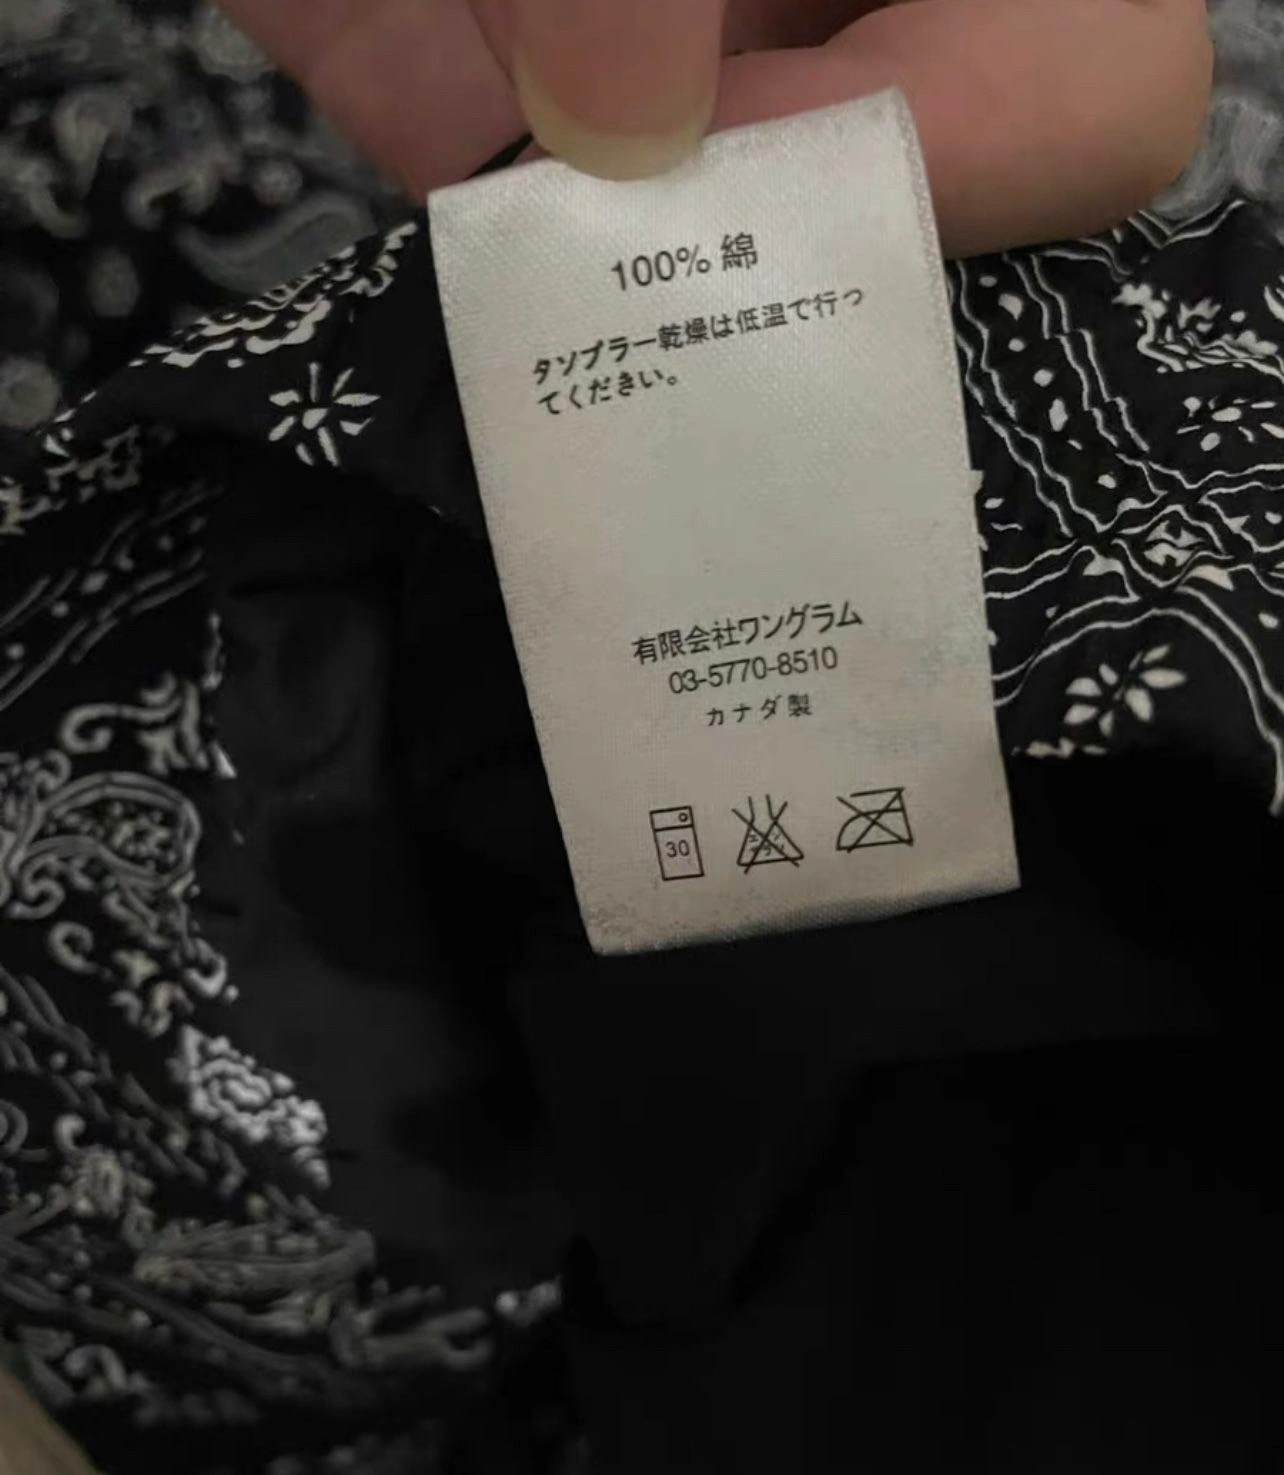 100% 綿
タソブラー乾燥は低温で行っ
てください。
有限会社ワングラム
03-5770-8510
カナダ製
30